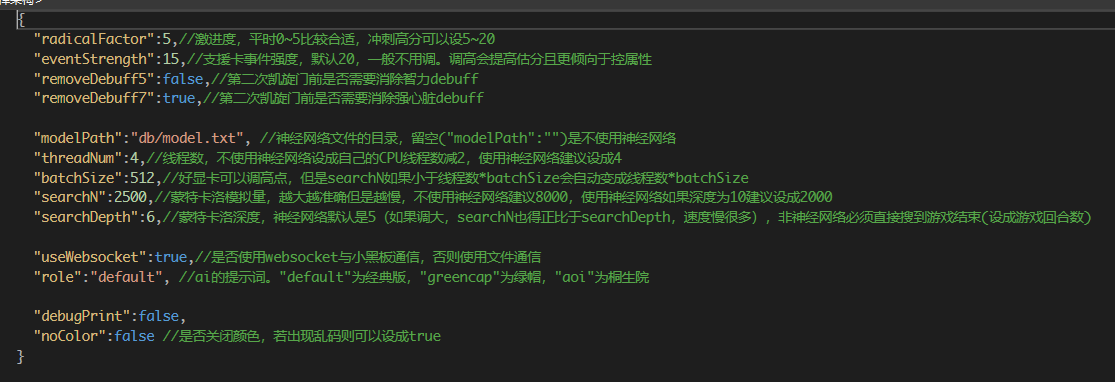 {
"radicalFactor":5,//激进度，平时0~5比较合适，冲刺高分可以设5~20
"eventStrength":15,//支援卡事件强度，默认20，一般不用调。调高会提高估分且更倾向于控属性
"removeDebuff5":false,//第二次凯旋门前是否需要消除智力debuff
"removeDebuff7":true,//第二次凯旋门前是否需要消除强心脏debuff
"modelPath":"db/model.txt", //神经网络文件的目录，留空("modelPath":"")是不使用神经网络
"threadNum":4,//线程数，不使用神经网络设成自己的CPU线程数减2，使用神经网络建议设成4
"batchSize":512,//好显卡可以调高点，但是searchN如果小于线程数*batchSize会自动变成线程数*batchSize
"searchN":2500,//蒙特卡洛模拟量，越大越准确但是越慢，不使用神经网络建议8000，使用神经网络如果深度为10建议设成2000
"searchDepth":6,//蒙特卡洛深度，神经网络默认是5（如果调大，searchN也得正比于searchDepth，速度慢很多），非神经网络必须直接搜到游戏结束(设成游戏回合数)
"useWebsocket":true,//是否使用websocket与小黑板通信，否则使用文件通信
"role":"default", //ai的提示词。"default"为经典版，"greencap"为绿帽，"aoi"为桐生院
"debugPrint":false,
"noColor":false //是否关闭颜色，若出现乱码则可以设成true
}